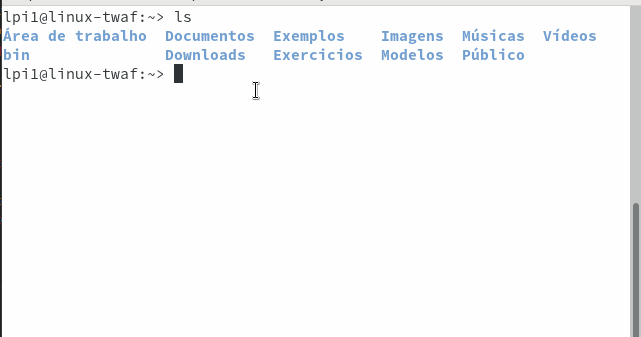 lpi1@linux-twaf:~> ls
Área de trabalho  Documentos  Exemplos    Imagens  Músicas  Vídeos
bin               Downloads   Exercicios  Modelos  Público
lpi1@linux-twaf:~>